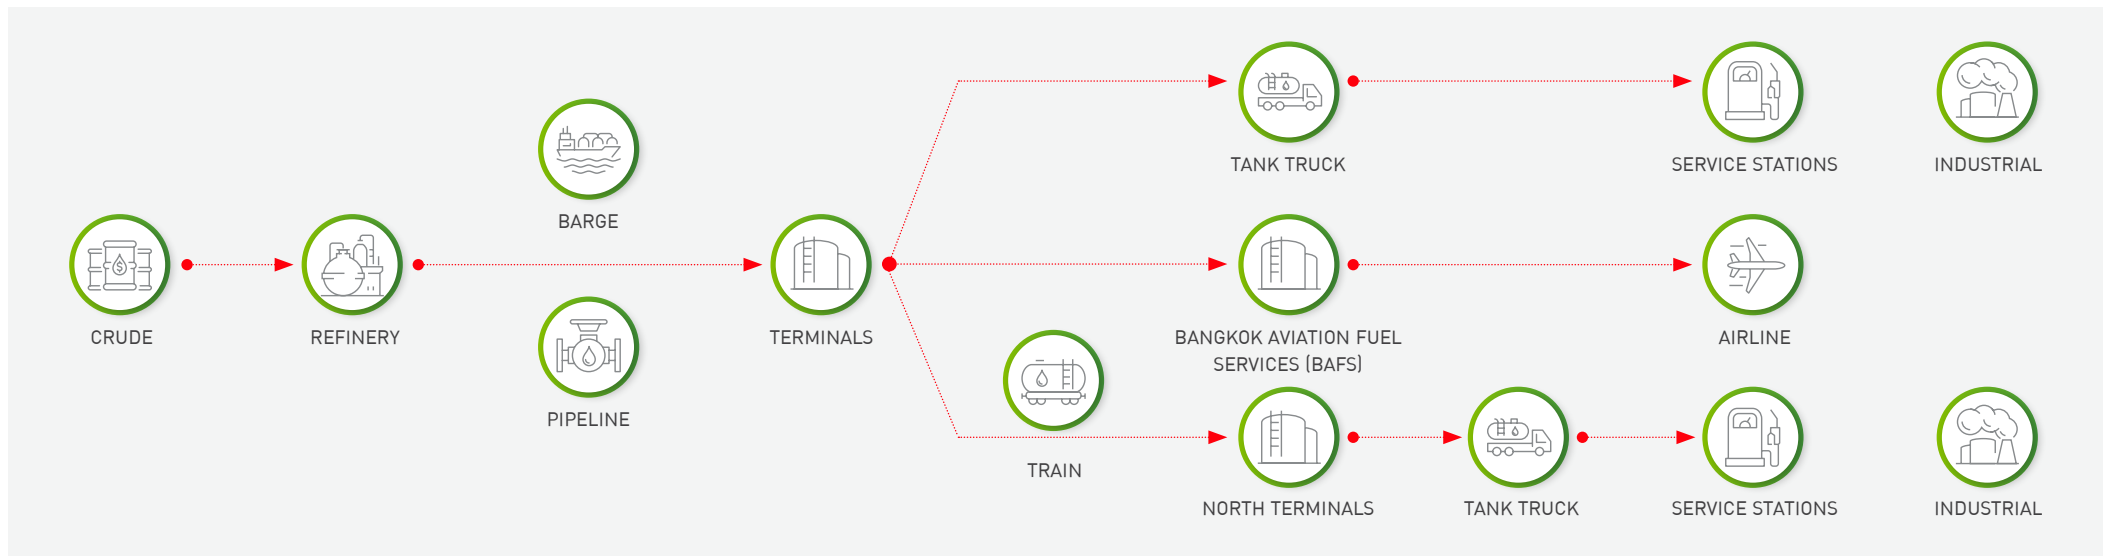 TANK TRUCK
SERVICE STATIONS
INDUSTRIAL
BARGE
$
CRUDE
REFINERY
TERMINALS
BANGKOK AVIATION FUEL
SERVICES (BAFS)
AIRLINE
PIPELINE
TRAIN
NORTH TERMINALS
TANK TRUCK
SERVICE STATIONS
INDUSTRIAL